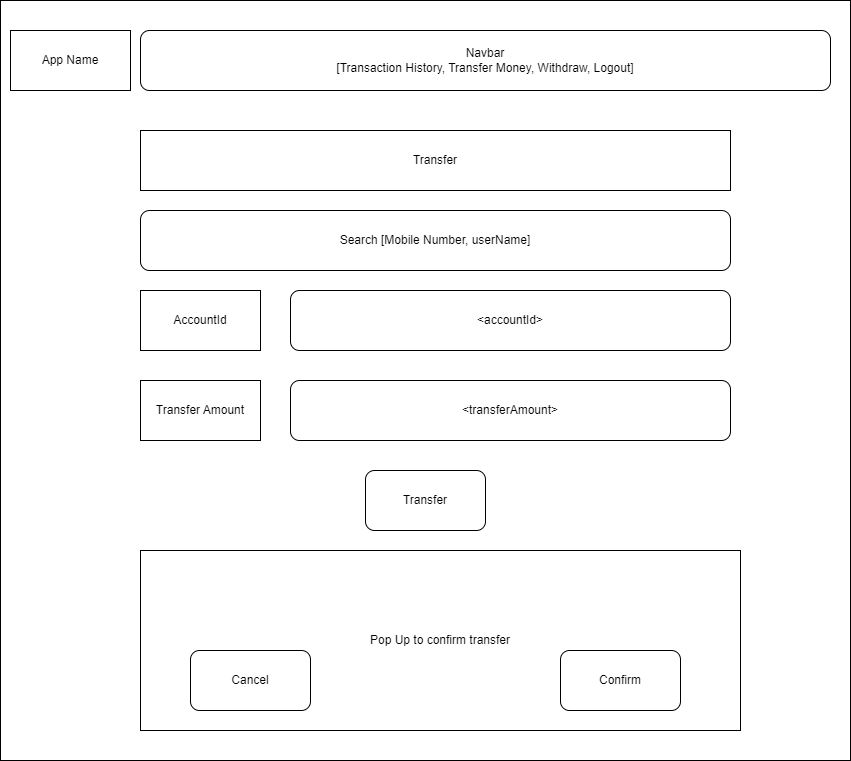 App Name
Navbar
[Transaction History, Transfer Money, Withdraw, Logout]
Transfer
Search [Mobile Number, userName]
AccountId
<accountId>
Transfer Amount
<transferAmount>
Transfer
Pop Up to confirm transfer
Cancel
Confirm